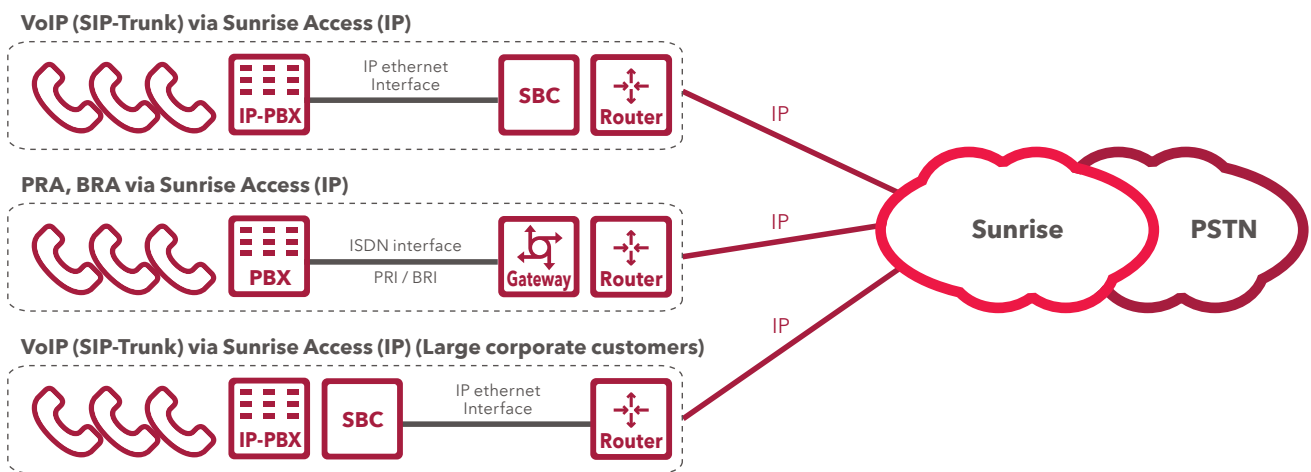 VoIP (SIP-Trunk) via Sunrise Access (IP)
IP-PBX
IP ethernet
Interface
SBC
Router
IP
PRA, BRA via Sunrise Access (IP)
PBX
ISDN interface
PRI / BRI
Gateway
Router
IP
Sunrise
PSTN
VoIP (SIP-Trunk) via Sunrise Access (IP) (Large corporate customers)
IP-PBX
SBC
IP ethernet
Interface
Router
IP